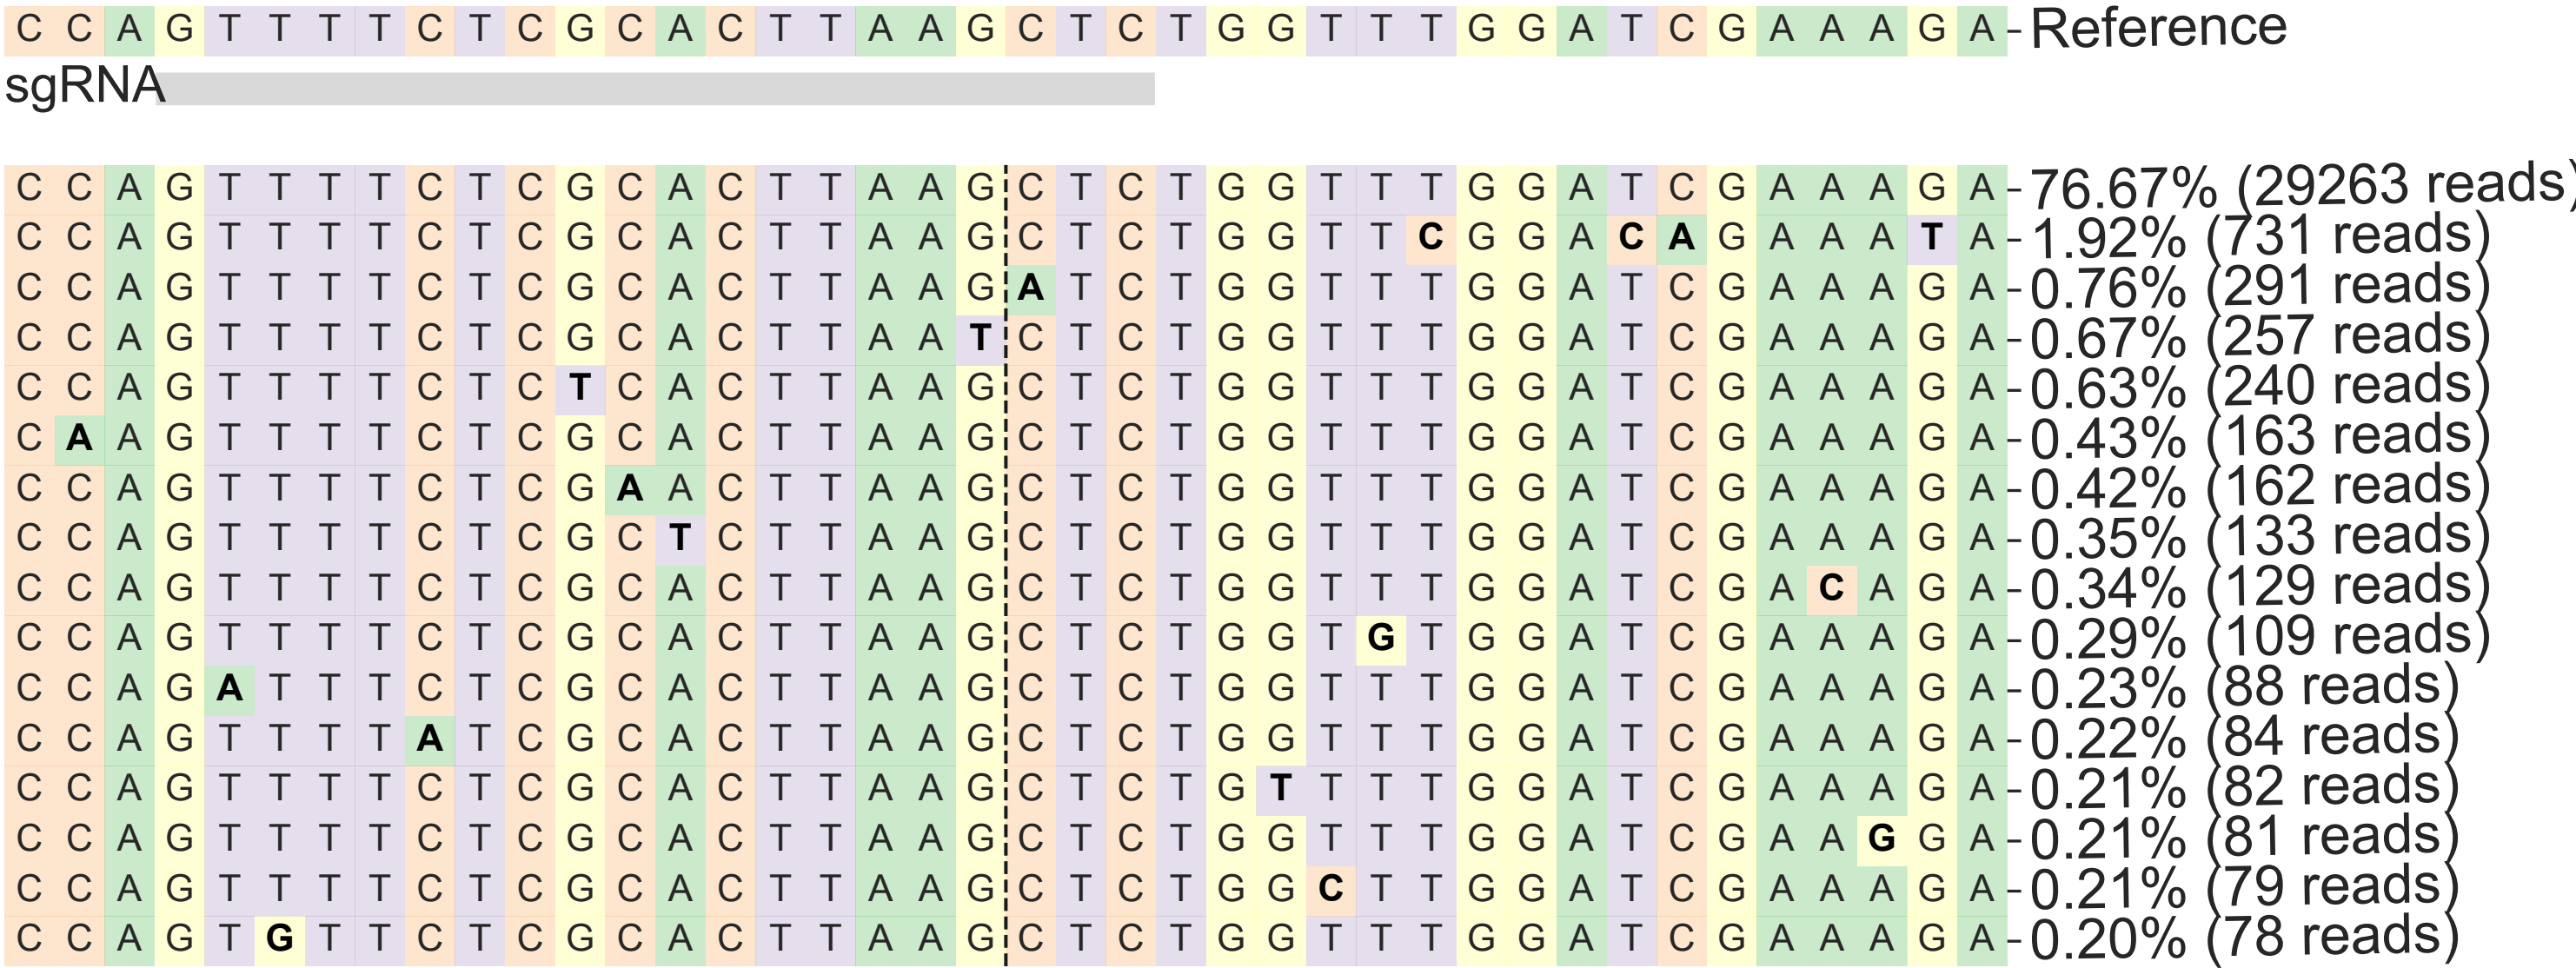 C C A G T T T T C T C G C A C T T A A G C T C T G G T T T G G A T C G A A A G A Reference
sgRNA
C C A G T T T T C T C G C A C T T A A G C T C T G G T T T G G A T C G A A A G A 76.67% (29263 reads)
C C A G T T T T C T C G C A C T T A A G C T C T G G T T C G G A C A G A A A T A 1.92% (731 reads)
C C A G T T T T C T C G C A C T T A A G A T C T G G T T T G G A T C G A A A G A 0.76% (291 reads)
C C A G T T T T C T C G C A C T T A A T C T C T G G T T T G G A T C G A A A G A 0.67% (257 reads)
C C A G T T T T C T C T C A C T T A A G C T C T G G T T T G G A T C G A A A G A 0.63% (240 reads)
C A A G T T T T C T C G C A C T T A A G C T C T G G T T T G G A T C G A A A G A 0.43% (163 reads)
C C A G T T T T C T C G A A C T T A A G C T C T G G T T T G G A T C G A A A G A 0.42% (162 reads)
C C A G T T T T C T C G C T C T T A A G C T C T G G T T T G G A T C G A A A G A 0.35% (133 reads)
C C A G T T T T C T C G C A C T T A A G C T C T G G T T T G G A T C G A C A G A 0.34% (129 reads)
C C A G T T T T C T C G C A C T T A A G C T C T G G T G T G G A T C G A A A G A 0.29% (109 reads)
C C A G A T T T C T C G C A C T T A A G C T C T G G T T T G G A T C G A A A G A 0.23% (88 reads)
C C A G T T T T A T C G C A C T T A A G C T C T G G T T T G G A T C G A A A G A 0.22% (84 reads)
C C A G T T T T C T C G C A C T T A A G C T C T G T T T T G G A T C G A A A G A 0.21% (82 reads)
C C A G T T T T C T C G C A C T T A A G C T C T G G T T T G G A T C G A A G G A 0.21% (81 reads)
C C A G T T T T C T C G C A C T T A A G C T C T G G C T T G G A T C G A A A G A 0.21% (79 reads)
C C A G T G T T C T C G C A C T T A A G C T C T G G T T T G G A T C G A A A G A 0.20% (78 reads)